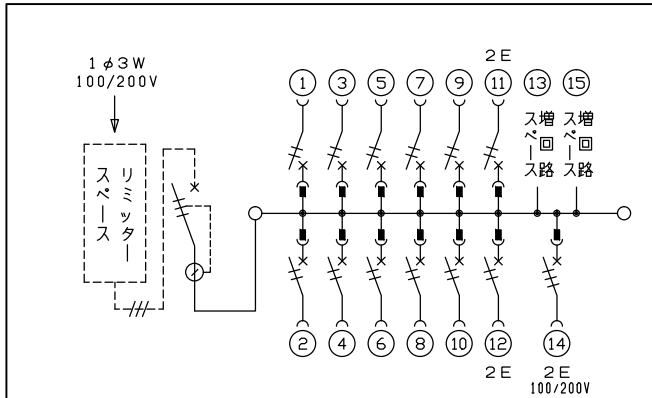 1φ3W
100/200V
リミッター
スペース
2E
① ③ ⑤ ⑦ ⑨ ⑪ ⑬ ⑮
増回路
スペース
増回路
スペース
② ④ ⑥ ⑧ ⑩ ⑫ ⑭
2E
2E
100/200V